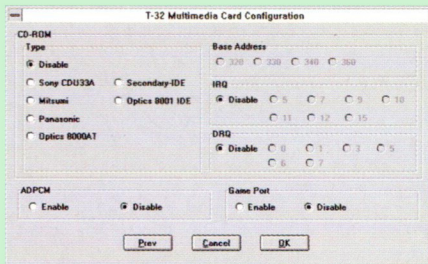 T-32 Multimedia Card Configuration
CD-ROM
Type
Disable
Sony CDU33A
Secondary-IDE
Mitsumi
Optics 8001 IDE
Panasonic
Optics 8000AT
Base Address
320 330 340 360
IRQ
Disable 5 7 9 10
11 12 15
DRQ
Disable 0 1 3 5
6 7
ADPCM
Enable Disable
Game Port
Enable Disable
Prev Cancel OK